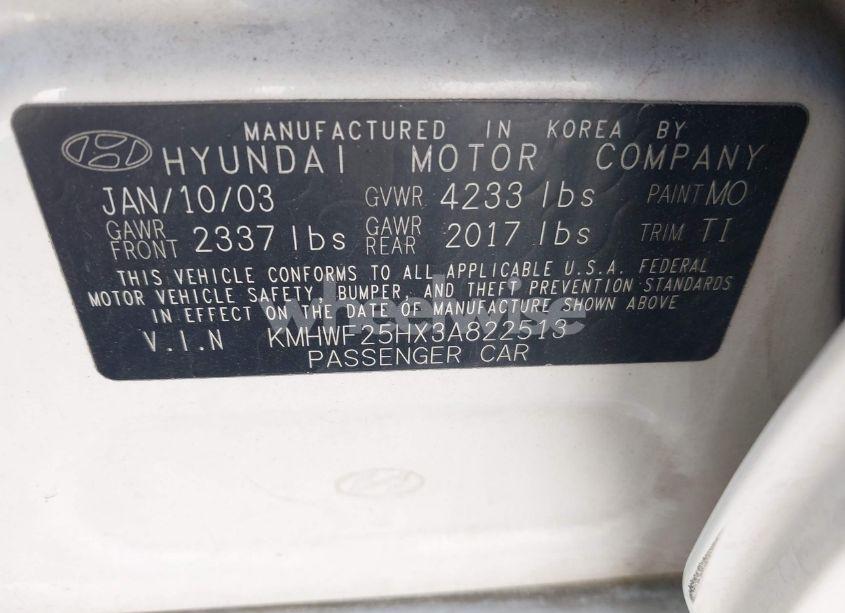 MANUFACTURED IN KOREA BY
HYUNDAI MOTOR COMPANY
JAN/10/03 GVWR 4233 lbs PAINT MO
GAWR FRONT 2337 lbs GAWR REAR 2017 lbs TRIM TI
THIS VEHICLE CONFORMS TO ALL APPLICABLE U.S.A. FEDERAL
MOTOR VEHICLE SAFETY, BUMPER, AND THEFT PREVENTION STANDARDS
IN EFFECT ON THE DATE OF MANUFACTURE SHOWN ABOVE
wheelwise
V.I.N KMHWF25HX3A822513
PASSENGER CAR